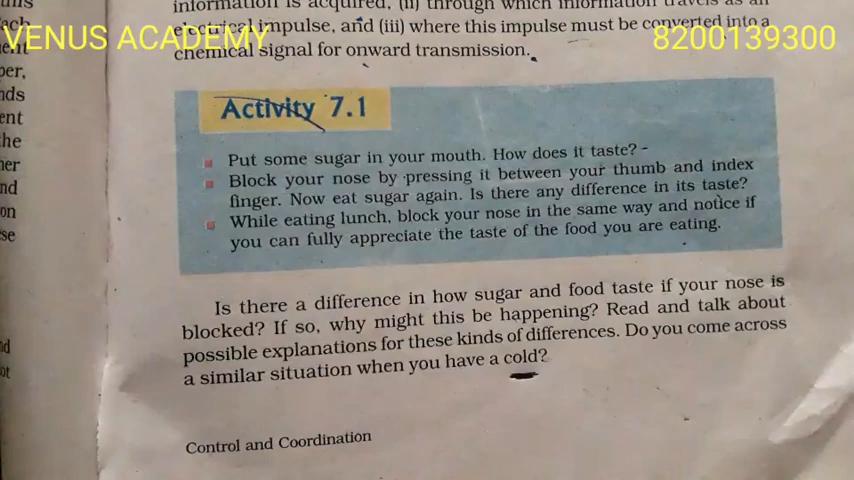 information is acquired, (ii) through which information travels as an
electrical impulse, and (iii) where this impulse must be converted into a
chemical signal for onward transmission.
VENUS ACADEMY
8200139300
Activity 7.1
Put some sugar in your mouth. How does it taste?
Block your nose by pressing it between your thumb and index
finger. Now eat sugar again. Is there any difference in its taste?
While eating lunch, block your nose in the same way and notice if
you can fully appreciate the taste of the food you are eating.
Is there a difference in how sugar and food taste if your nose is
blocked? If so, why might this be happening? Read and talk about
possible explanations for these kinds of differences. Do you come across
a similar situation when you have a cold?
Control and Coordination